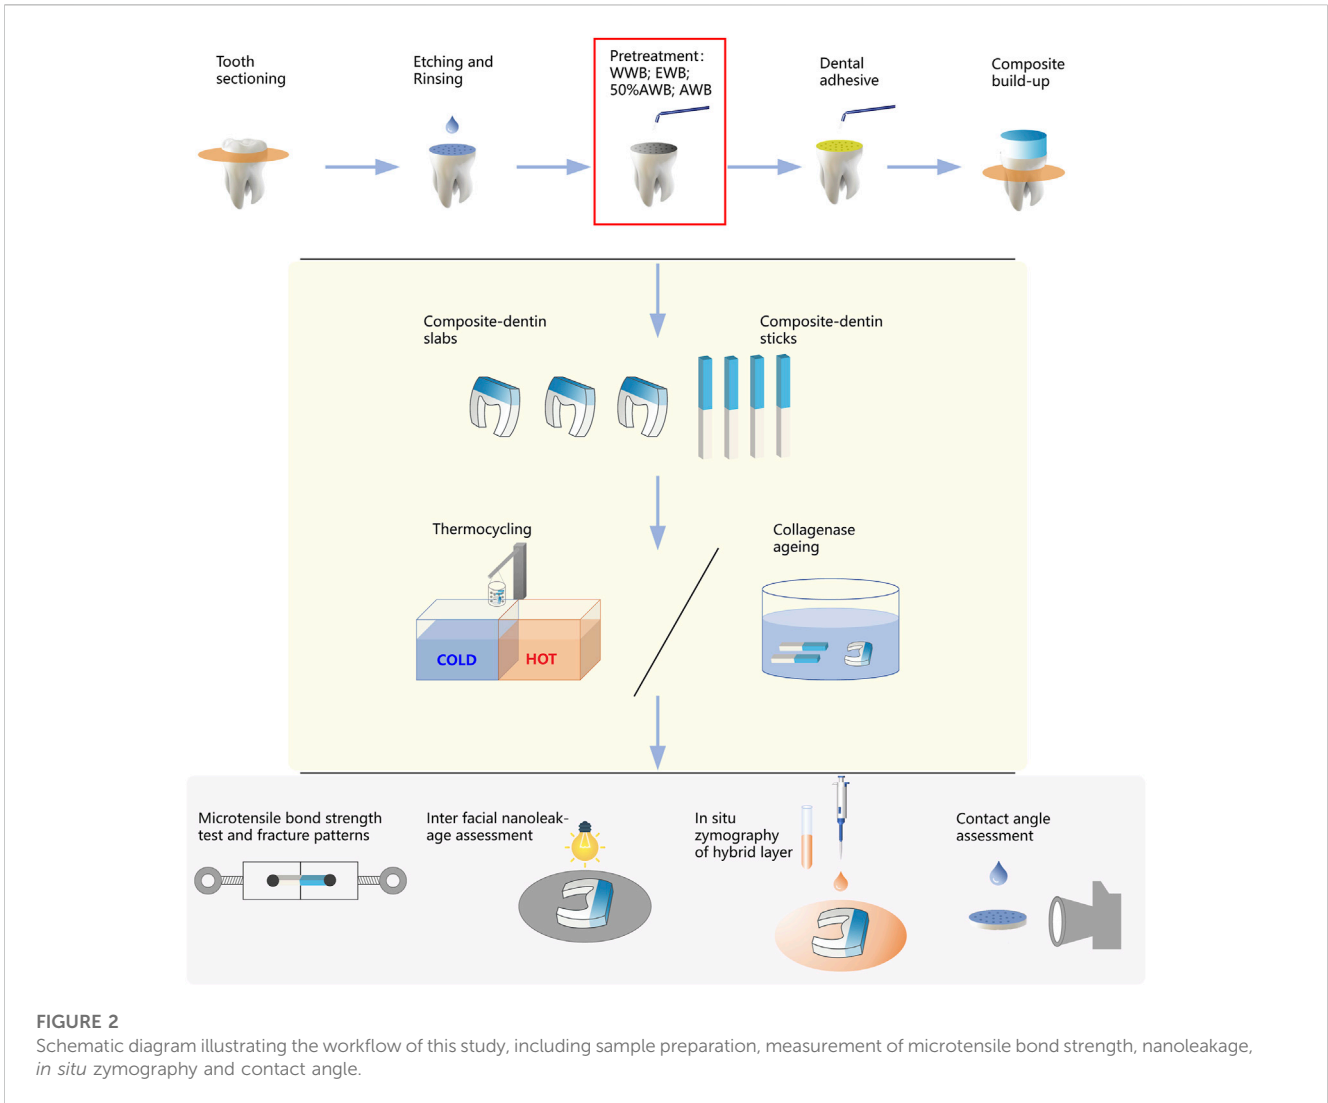 Tooth
sectioning
Etching and
Rinsing
Pretreatment:
WWB; EWB;
50%AWB; AWB
Dental
adhesive
Composite
build-up
Composite-dentin
slabs
Composite-dentin
sticks
Thermocycling
COLD
HOT
Collagenase
ageing
Microtensile bond strength
test and fracture patterns
Inter facial nanoleak-
age assessment
In situ
zymography
of hybrid layer
Contact angle
assessment
FIGURE 2
Schematic diagram illustrating the workflow of this study, including sample preparation, measurement of microtensile bond strength, nanoleakage,
in situ zymography and contact angle.